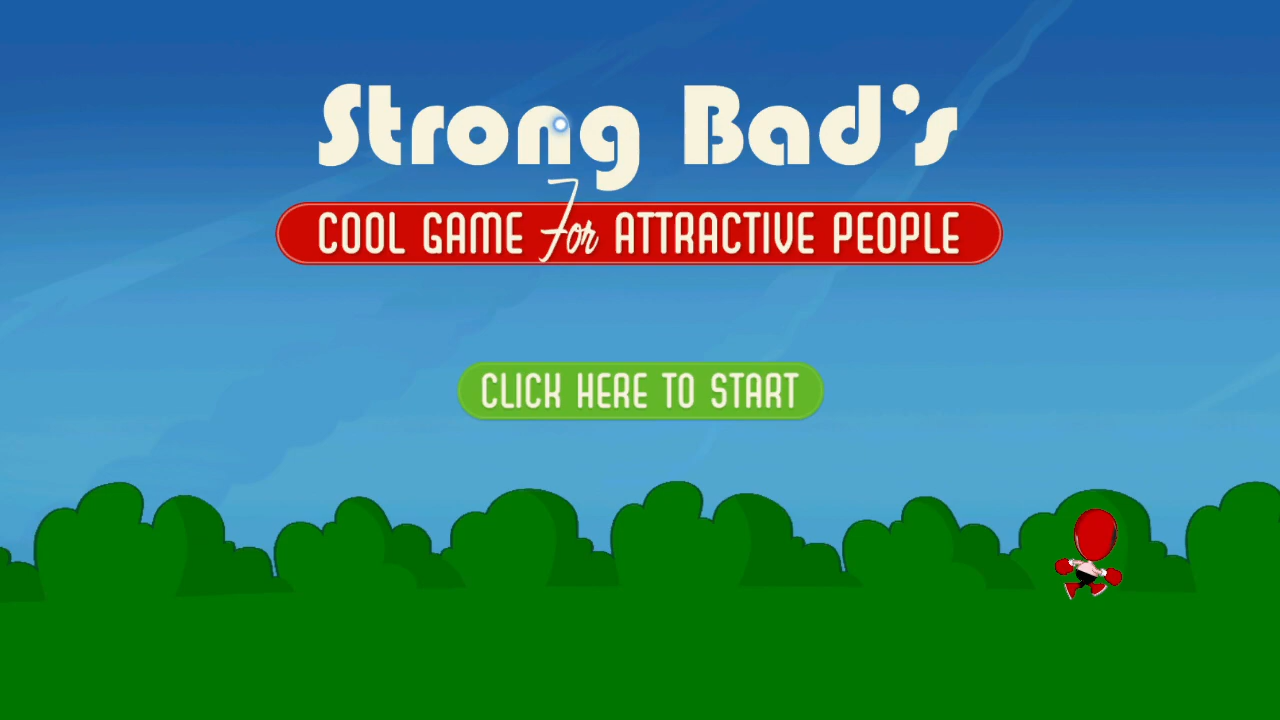 Strong Bad's
COOL GAME For ATTRACTIVE PEOPLE
CLICK HERE TO START